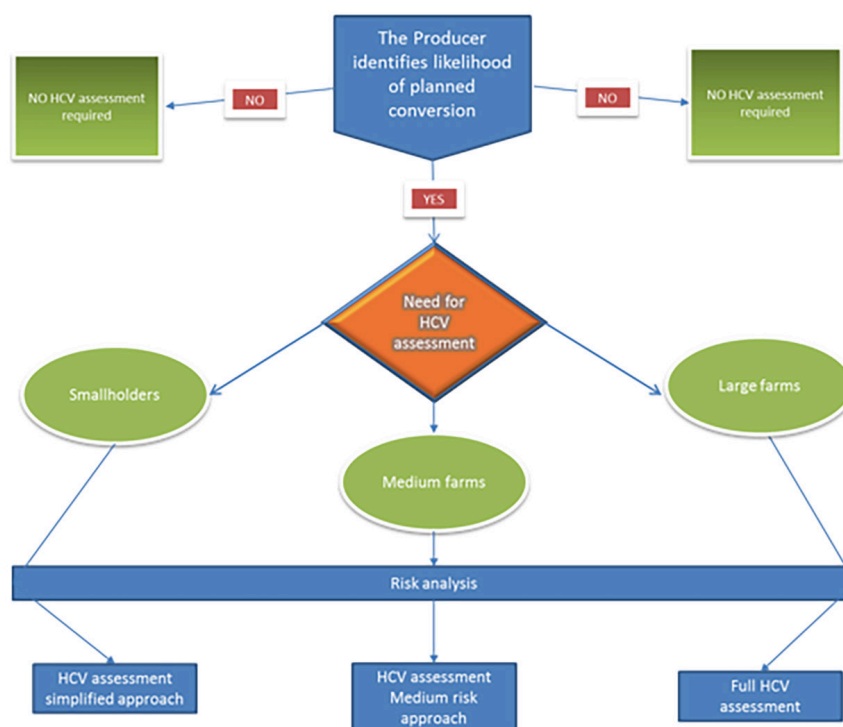 The Producer
identifies likelihood
of planned
conversion
NO HCV assessment
required
NO
NO
NO HCV assessment
required
YES
Need for
HCV
assessment
Smallholders
Large farms
Medium farms
Risk analysis
HCV assessment
simplified approach
HCV assessment
Medium risk
approach
Full HCV
assessment